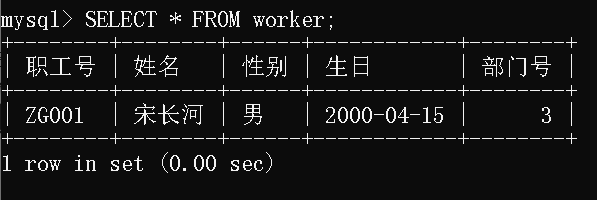 mysql> SELECT * FROM worker;
+--------+--------+------+------------+--------+
| 职工号 | 姓名   | 性别 | 生日       | 部门号 |
+--------+--------+------+------------+--------+
| ZG001  | 宋长河 | 男   | 2000-04-15 |      3 |
+--------+--------+------+------------+--------+
1 row in set (0.00 sec)